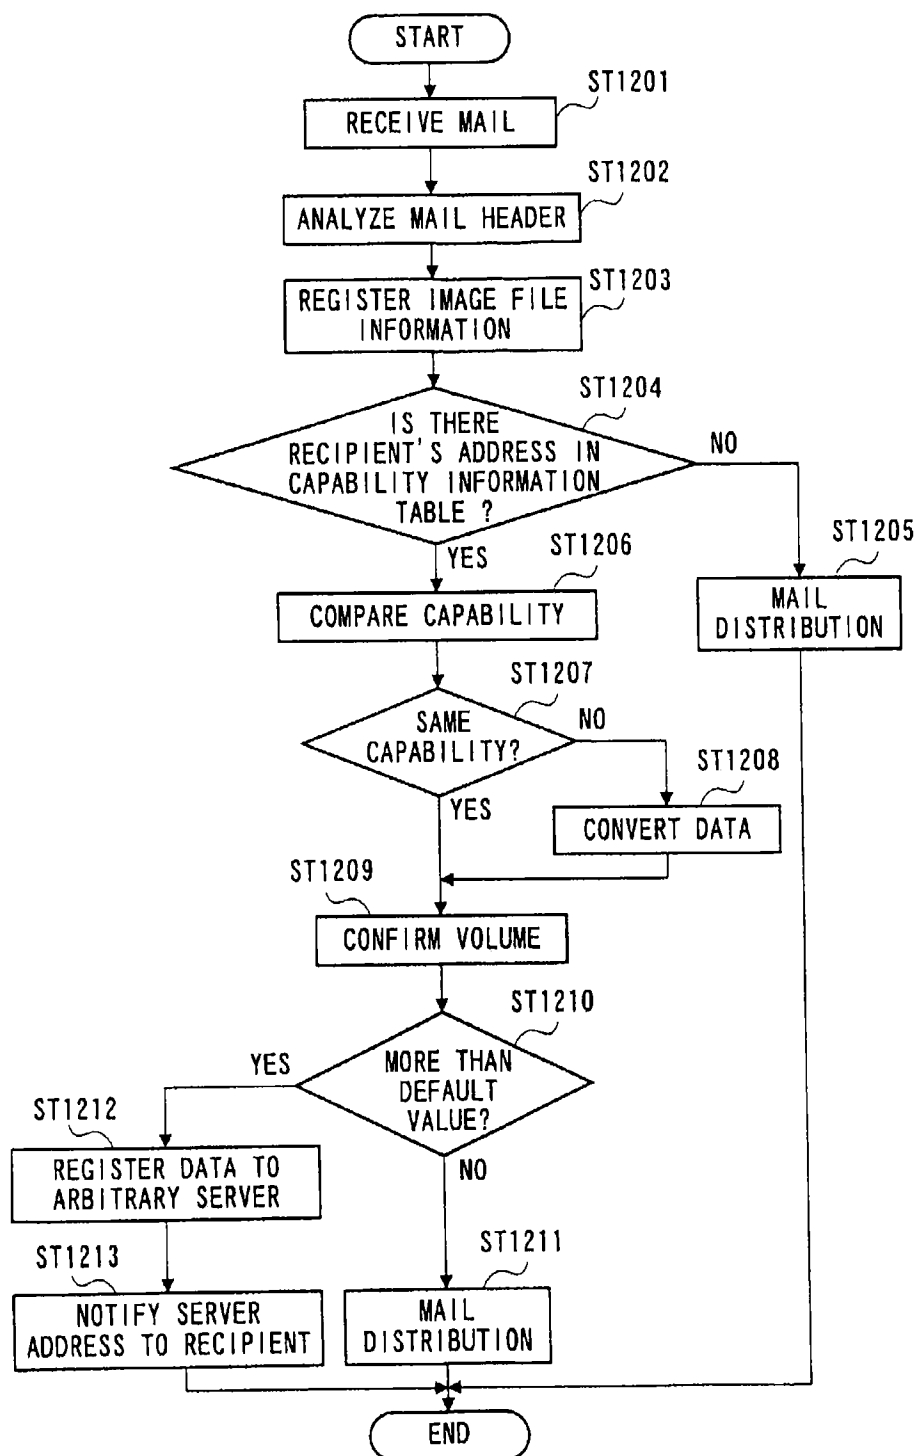 START
ST1201
RECEIVE MAIL
ST1202
ANALYZE MAIL HEADER
ST1203
REGISTER IMAGE FILE
INFORMATION
ST1204
IS THERE
RECIPIENT'S ADDRESS IN
CAPABILITY INFORMATION
TABLE ?
NO
YES
ST1205
MAIL
DISTRIBUTION
ST1206
COMPARE CAPABILITY
ST1207
SAME
CAPABILITY?
NO
YES
ST1208
CONVERT DATA
ST1209
CONFIRM VOLUME
ST1210
MORE THAN
DEFAULT
VALUE?
YES
NO
ST1212
REGISTER DATA TO
ARBITRARY SERVER
ST1213
NOTIFY SERVER
ADDRESS TO RECIPIENT
ST1211
MAIL
DISTRIBUTION
END